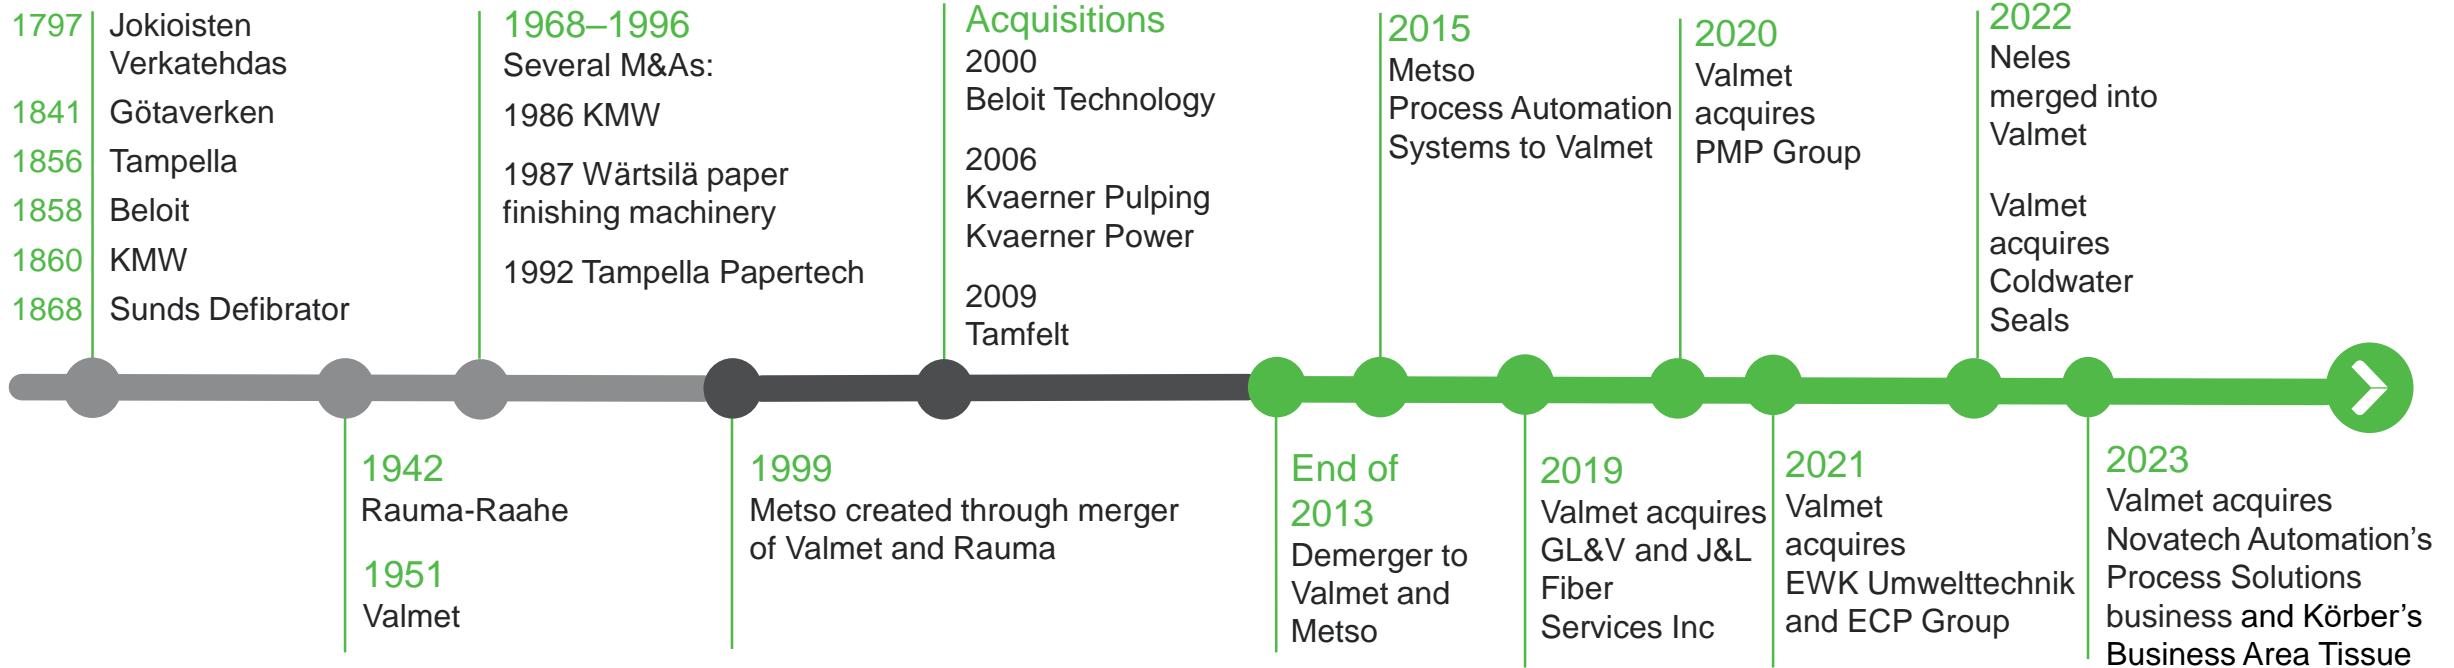 1797 Jokioisten
Verkatehdas
1841 Götaverken
1856 Tampella
1858 Beloit
1860 KMW
1868 Sunds Defibrator
1942
Rauma-Raahe
1951
Valmet
1968–1996
Several M&As:
1986 KMW
1987 Wärtsilä paper
finishing machinery
1992 Tampella Papertech
1999
Metso created through merger
of Valmet and Rauma
Acquisitions
2000
Beloit Technology
2006
Kvaerner Pulping
Kvaerner Power
2009
Tamfelt
End of
2013
Demerger to
Valmet and
Metso
2015
Metso
Process Automation
Systems to Valmet
2019
Valmet acquires
GL&V and J&L
Fiber
Services Inc
2020
Valmet
acquires
PMP Group
2021
Valmet
acquires
EWK Umwelttechnik
and ECP Group
2022
Neles
merged into
Valmet
Valmet
acquires
Coldwater
Seals
2023
Valmet acquires
Novatech Automation’s
Process Solutions
business and Körber’s
Business Area Tissue